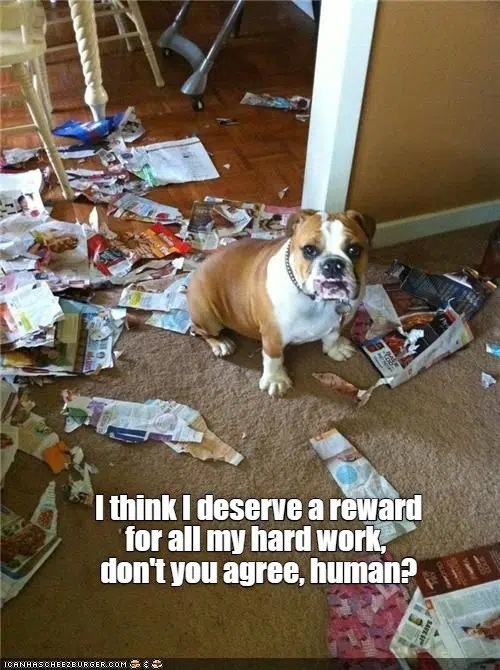 I think I deserve a reward
for all my hard work,
don't you agree, human?
ICANHASCHEEZBURGER.COM